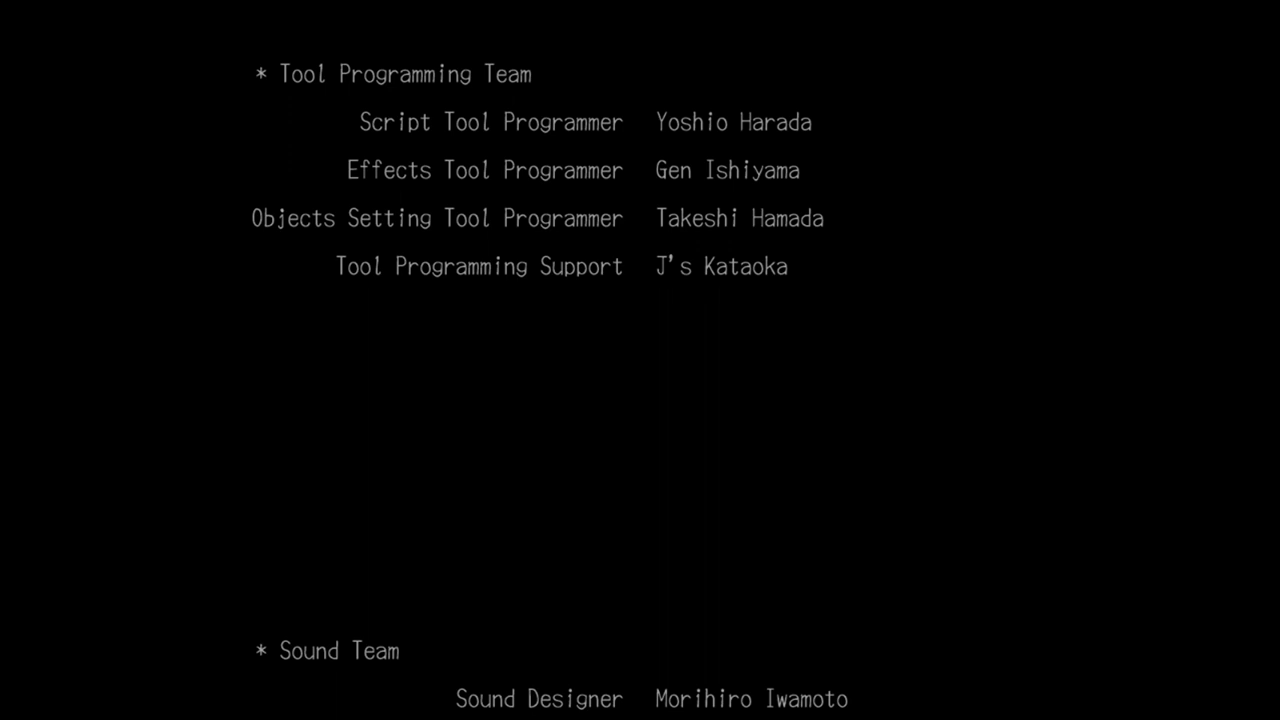 * Tool Programming Team
Script Tool Programmer Yoshio Harada
Effects Tool Programmer Gen Ishiyama
Objects Setting Tool Programmer Takeshi Hamada
Tool Programming Support J's Kataoka
* Sound Team
Sound Designer Morihiro Iwamoto